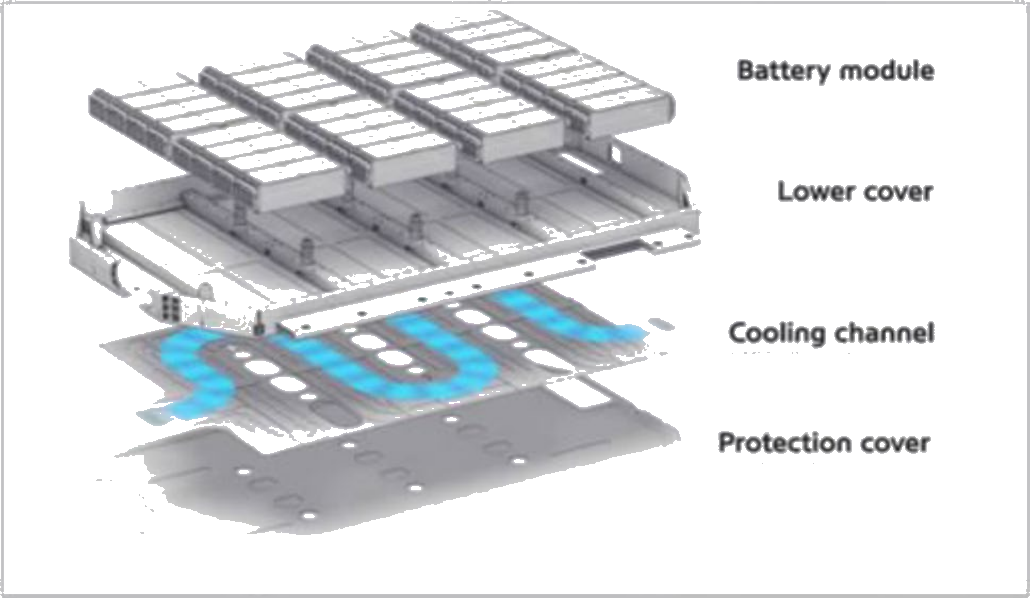 Battery module
Lower cover
Cooling channel
Protection cover